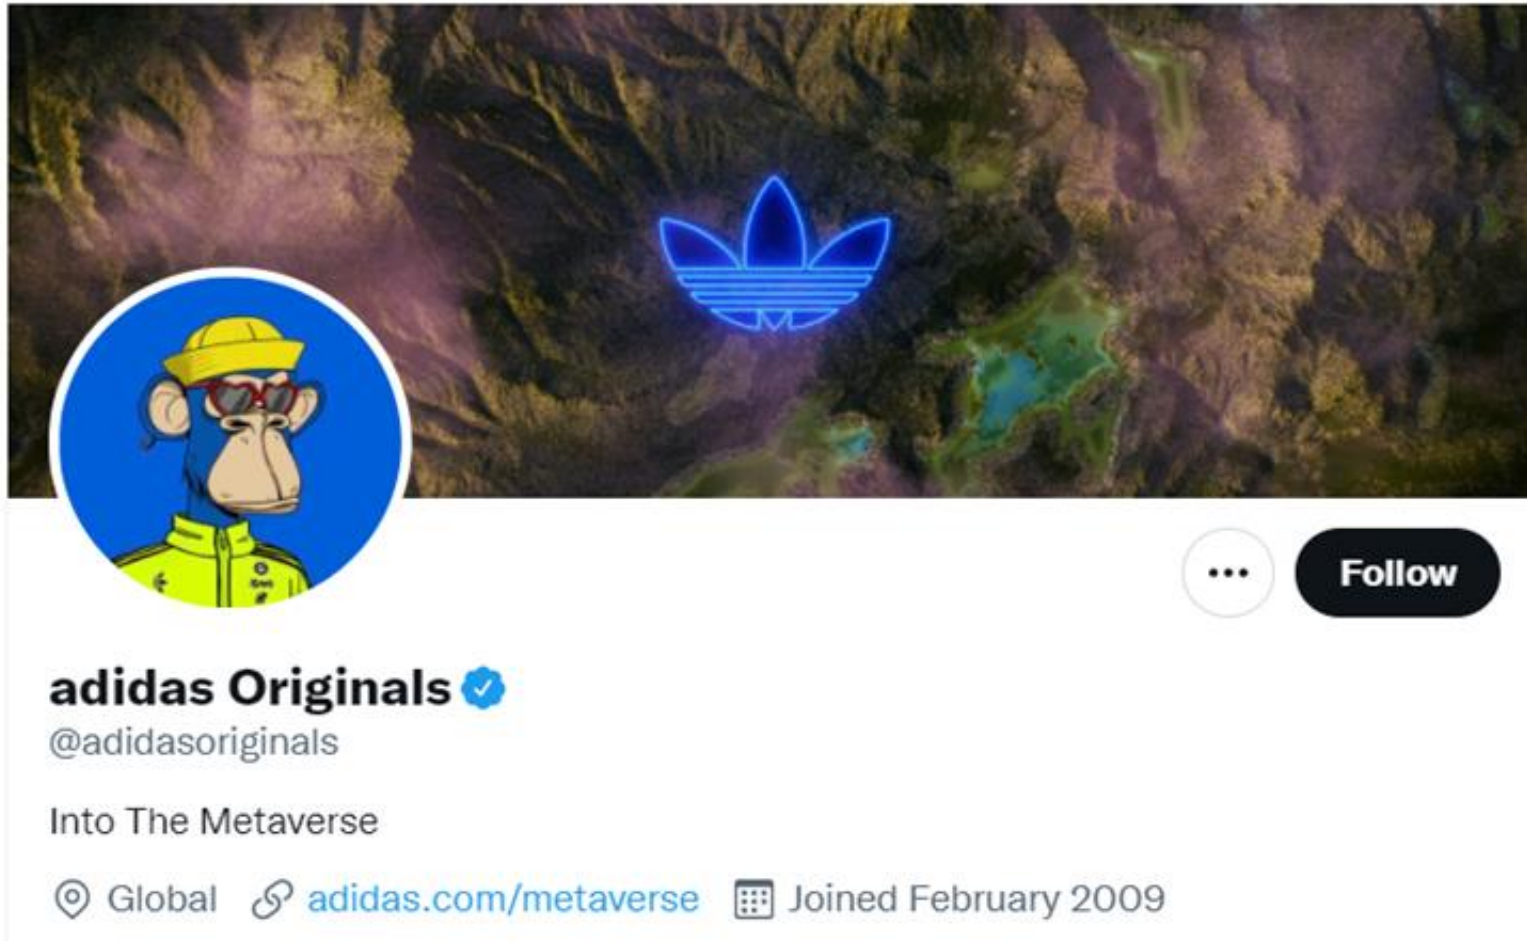 Follow
adidas Originals
@adidasoriginals
Into The Metaverse
Global adidas.com/metaverse Joined February 2009